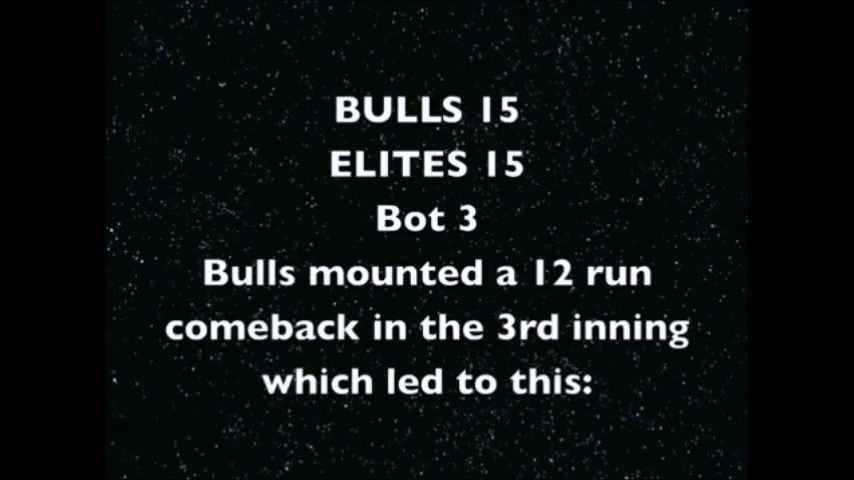 BULLS 15
ELITES 15
Bot 3
Bulls mounted a 12 run
comeback in the 3rd inning
which led to this: